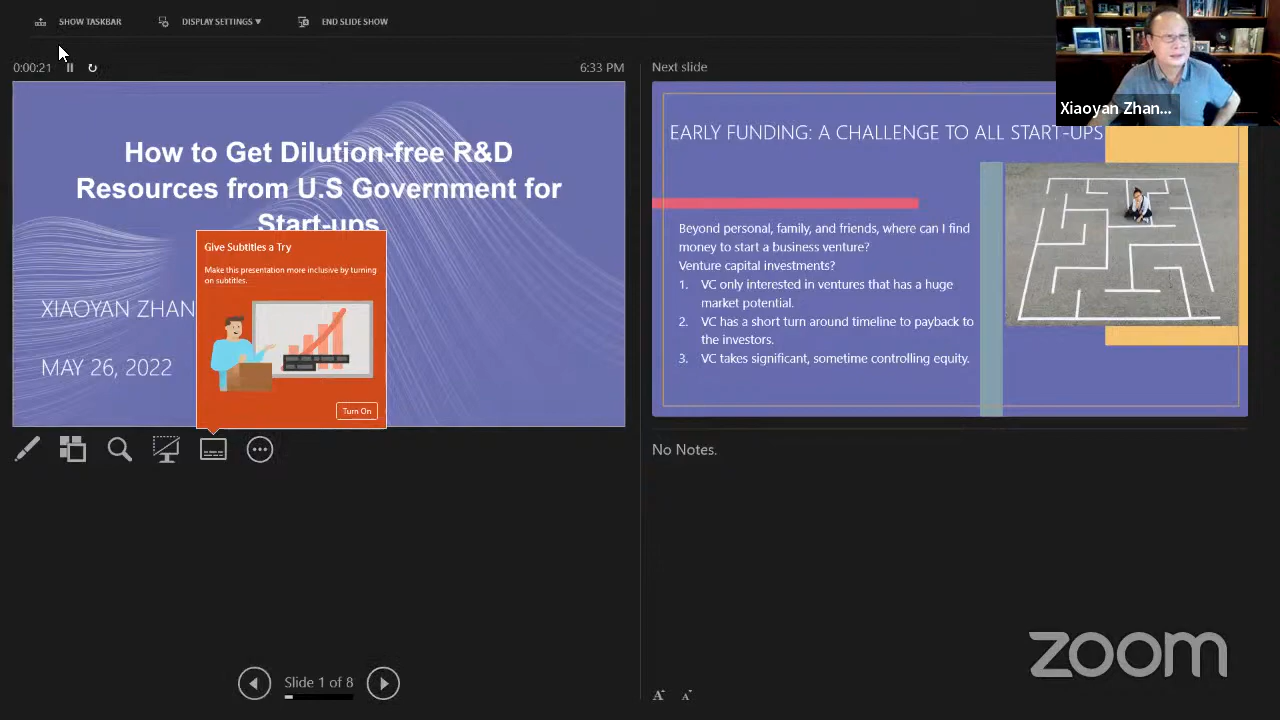 SHOW TASKBAR
DISPLAY SETTINGS ▼
END SLIDE SHOW
0:00:21
6:33 PM
Next slide
Xiaoyan Zhan...
How to Get Dilution-free R&D
Resources from U.S Government for
Start-ups
XIAOYAN ZHAN
MAY 26, 2022
Give Subtitles a Try
Make this presentation more inclusive by turning
on subtitles.
Turn On
EARLY FUNDING: A CHALLENGE TO ALL START-UPS
Beyond personal, family, and friends, where can I find
money to start a business venture?
Venture capital investments?
1. VC only interested in ventures that has a huge
market potential.
2. VC has a short turn around timeline to payback to
the investors.
3. VC takes significant, sometime controlling equity.
No Notes.
Slide 1 of 8
A A
zoom